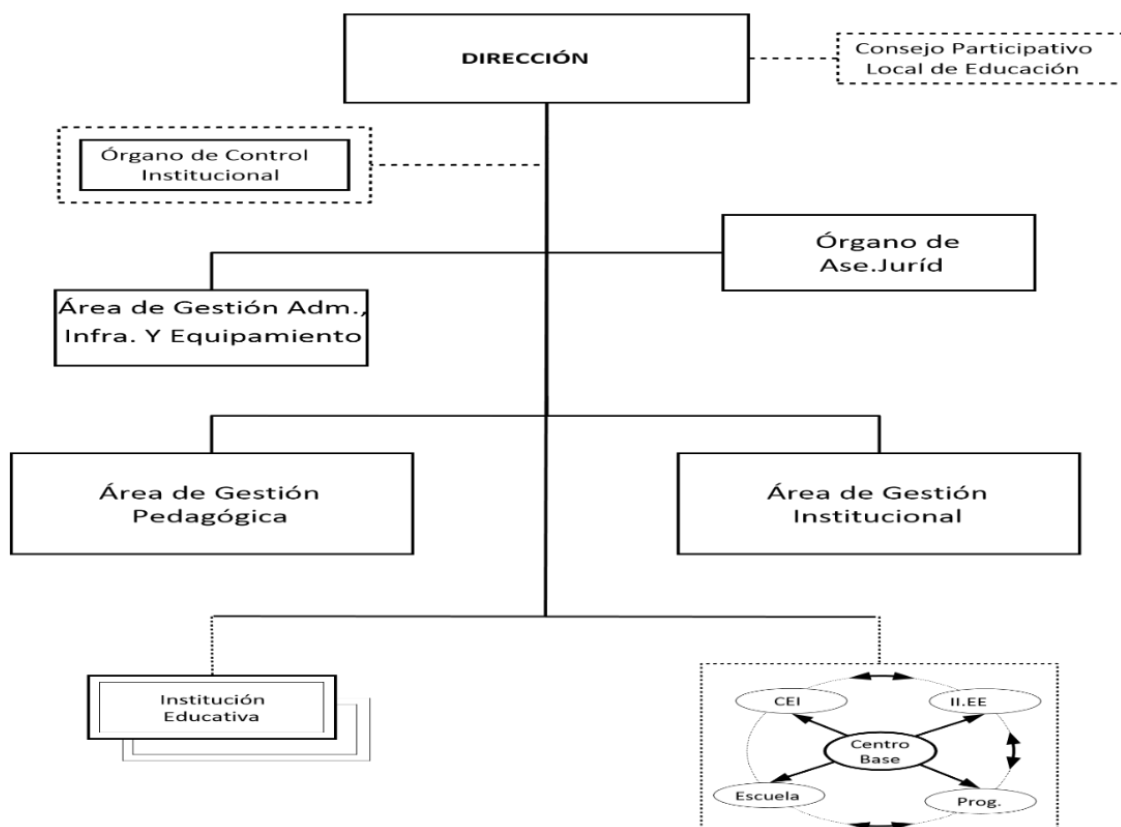 DIRECCIÓN
Consejo Participativo
Local de Educación
Órgano de Control
Institucional
Órgano de
Ase.Juríd
Área de Gestión Adm.,
Infra. Y Equipamiento
Área de Gestión
Pedagógica
Área de Gestión
Institucional
Institución
Educativa
CEI
II.EE
Centro
Base
Escuela
Prog.